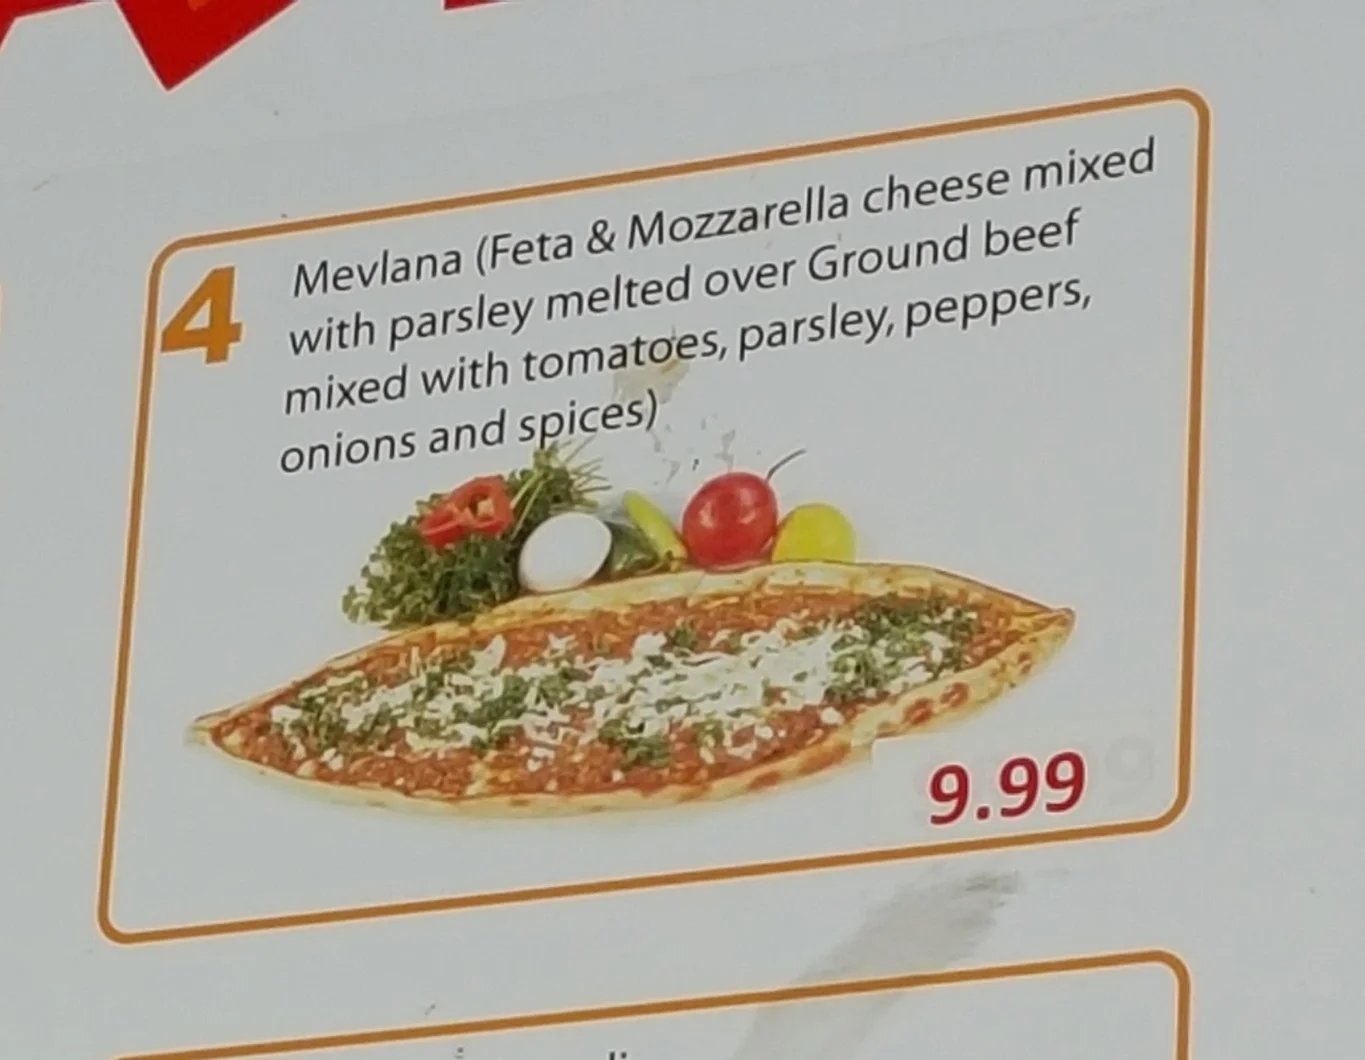 4
Mevlana (Feta & Mozzarella cheese mixed
with parsley melted over Ground beef
mixed with tomatoes, parsley, peppers,
onions and spices)
9.99